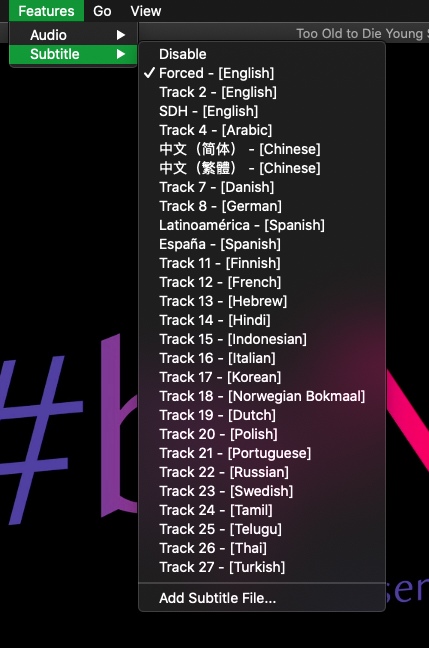 Features Go View
Too Old to Die Young S
Audio
Subtitle
Disable
✓ Forced - [English]
Track 2 - [English]
SDH - [English]
Track 4 - [Arabic]
中文（简体） - [Chinese]
中文（繁體） - [Chinese]
Track 7 - [Danish]
Track 8 - [German]
Latinoamérica - [Spanish]
España - [Spanish]
Track 11 - [Finnish]
Track 12 - [French]
Track 13 - [Hebrew]
Track 14 - [Hindi]
Track 15 - [Indonesian]
Track 16 - [Italian]
Track 17 - [Korean]
Track 18 - [Norwegian Bokmaal]
Track 19 - [Dutch]
Track 20 - [Polish]
Track 21 - [Portuguese]
Track 22 - [Russian]
Track 23 - [Swedish]
Track 24 - [Tamil]
Track 25 - [Telugu]
Track 26 - [Thai]
Track 27 - [Turkish]
Add Subtitle File...